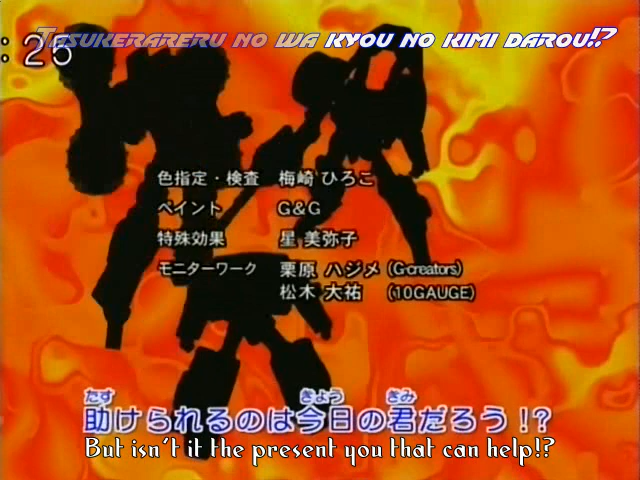 Tasukerareru no wa kyou no kimi darou!?
:25
色指定・検査 梅崎 ひろこ
ペイント G&G
特殊効果 星 美弥子
モニターワーク 栗原 ハジメ (G-creators)
松木 大祐 (10GAUGE)
たす きょう きみ
助けられるのは今日の君だろう!?
But isn't it the present you that can help!?